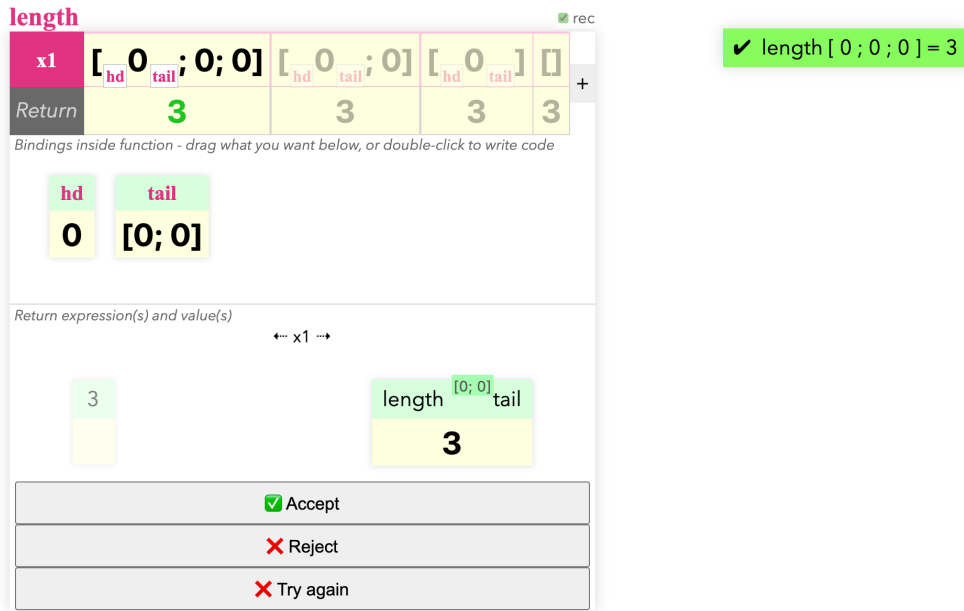 length
rec
x1 [ hd 0 tail ; 0; 0] [ hd 0 tail ; 0] [ hd 0 tail ] []
+
Return 3 3 3 3
Bindings inside function - drag what you want below, or double-click to write code
hd tail
0 [0; 0]
Return expression(s) and value(s)
⇠ x1 ⇢
3 length [0; 0] tail
3
✅ Accept
❌ Reject
❌ Try again
✔ length [ 0 ; 0 ; 0 ] = 3